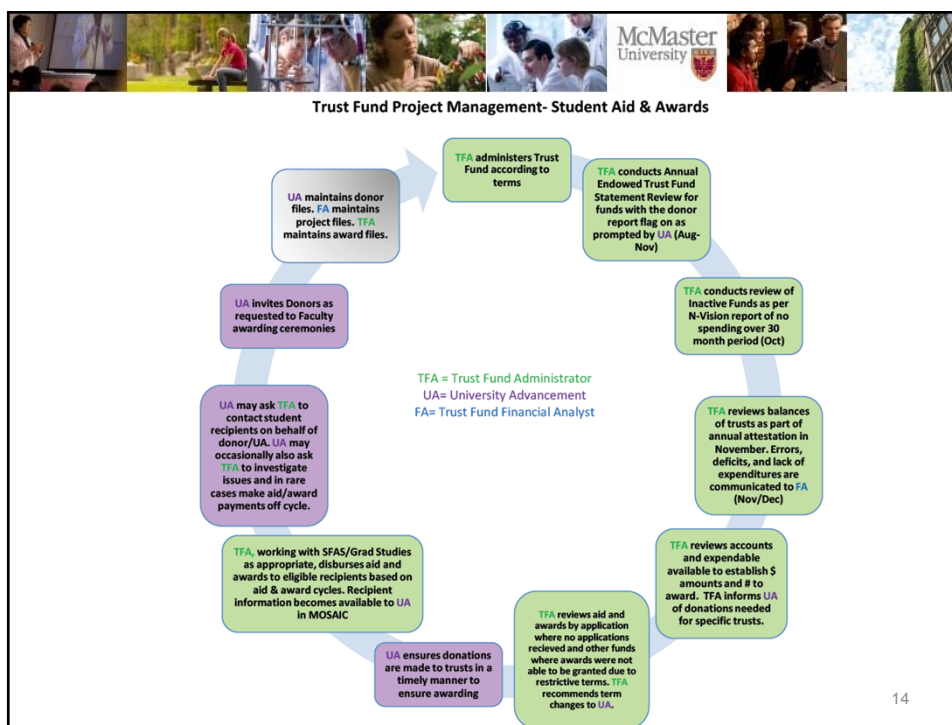 McMaster
University
Trust Fund Project Management- Student Aid & Awards
TFA administers Trust
Fund according to
terms
TFA conducts Annual
Endowed Trust Fund
Statement Review for
funds with the donor
report flag on as
prompted by UA (Aug-
Nov)
TFA conducts review of
Inactive Funds as per
N-Vision report of no
spending over 30
month period (Oct)
TFA reviews balances
of trusts as part of
annual attestation in
November. Errors,
deficits, and lack of
expenditures are
communicated to FA
(Nov/Dec)
TFA reviews accounts
and expendable
available to establish $
amounts and # to
award. TFA informs UA
of donations needed
for specific trusts.
TFA reviews aid and
awards by application
where no applications
recieved and other funds
where awards were not
able to be granted due to
restrictive terms. TFA
recommends term
changes to UA.
UA ensures donations
are made to trusts in a
timely manner to
ensure awarding
TFA, working with SFAS/Grad Studies
as appropriate, disburses aid and
awards to eligible recipients based on
aid & award cycles. Recipient
information becomes available to UA
in MOSAIC
UA may ask TFA to
contact student
recipients on behalf of
donor/UA. UA may
occasionally also ask
TFA to investigate
issues and in rare
cases make aid/award
payments off cycle.
UA invites Donors as
requested to Faculty
awarding ceremonies
UA maintains donor
files. FA maintains
project files. TFA
maintains award files.
TFA = Trust Fund Administrator
UA= University Advancement
FA= Trust Fund Financial Analyst
14